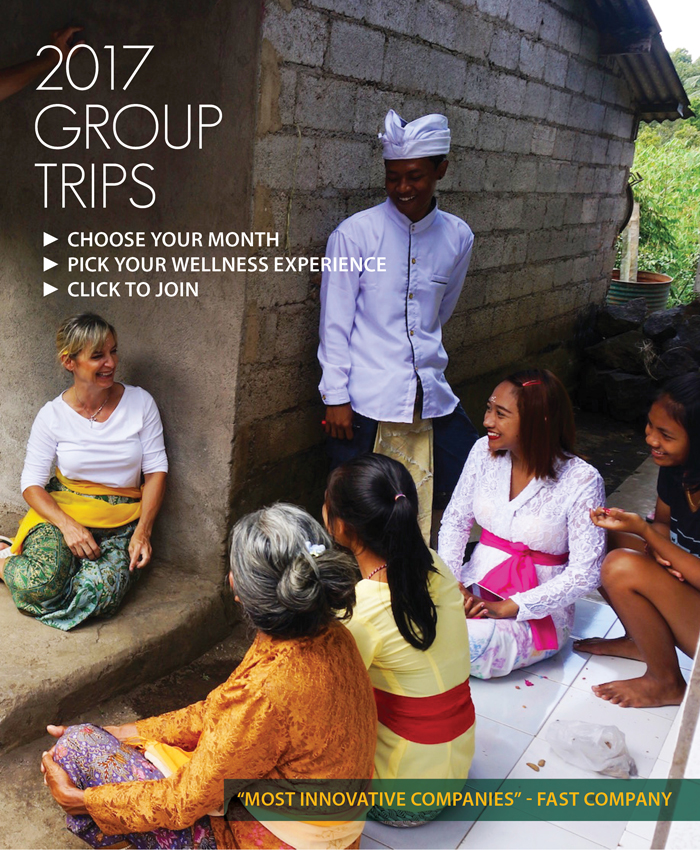 2017
GROUP
TRIPS
► CHOOSE YOUR MONTH
► PICK YOUR WELLNESS EXPERIENCE
► CLICK TO JOIN
“MOST INNOVATIVE COMPANIES” - FAST COMPANY